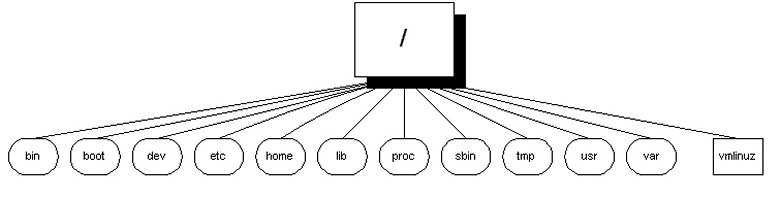 /
bin boot dev etc home lib proc sbin tmp usr var vmlinuz